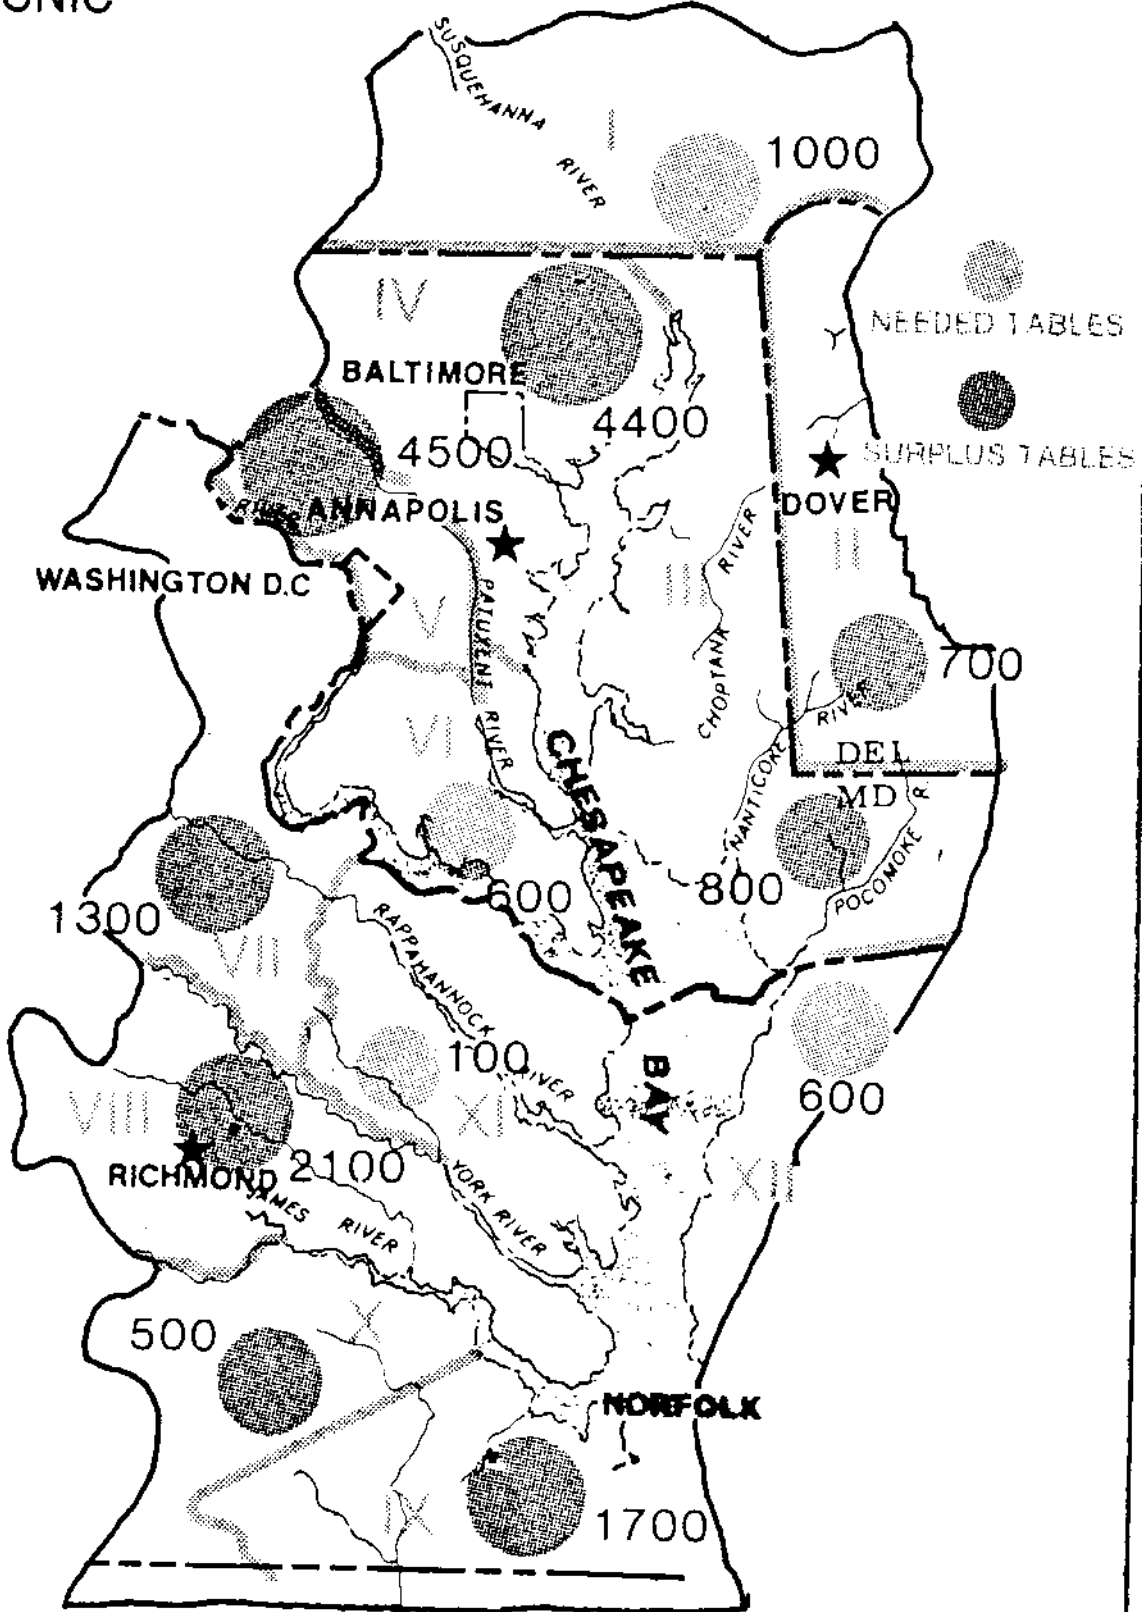 SUSQUEHANNA
RIVER
I
1000
IV
NEEDED TABLES
BALTIMORE
4400
4500
SURPLUS TABLES
DOVER
RIVER
ANNAPOLIS
II
WASHINGTON D.C
III
RIVER
CHOPTANK
V
PATUXENT
RIVER
700
VI
NANTICOKE
RIVER
DEL
MD
CHESAPEAKE
BAY
POCOMOKE
R
800
600
1300
VII
RAPPAHANNOCK
RIVER
100
XI
600
VIII
RICHMOND
2100
JAMES
RIVER
YORK RIVER
XII
X
500
NORFOLK
IX
1700